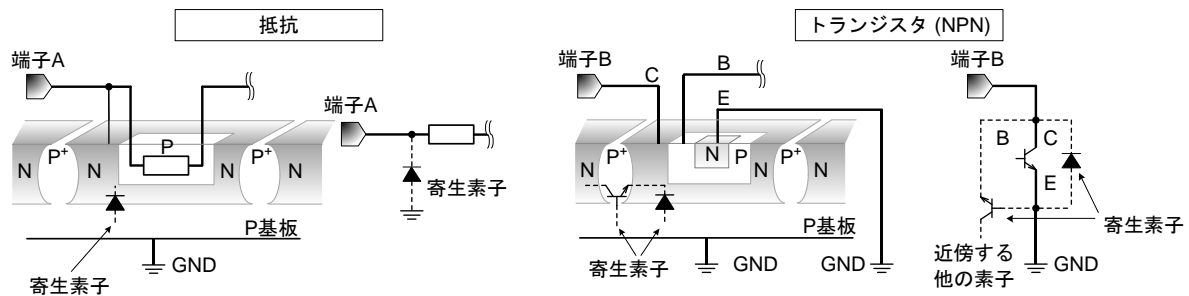 抵抗
端子A
N
P⁺
N
P
N
P⁺
N
P基板
GND
寄生素子
端子A
寄生素子
トランジスタ (NPN)
端子B
C
B
E
N
P⁺
N
N
P
N
P⁺
N
P基板
寄生素子
GND
GND
端子B
B
C
E
寄生素子
近傍する
他の素子
GND